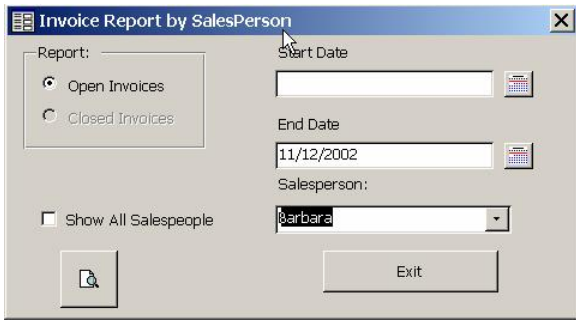 Invoice Report by SalesPerson
Report:
Open Invoices
Closed Invoices
Start Date
End Date
11/12/2002
Salesperson:
Show All Salespeople
Barbara
Exit